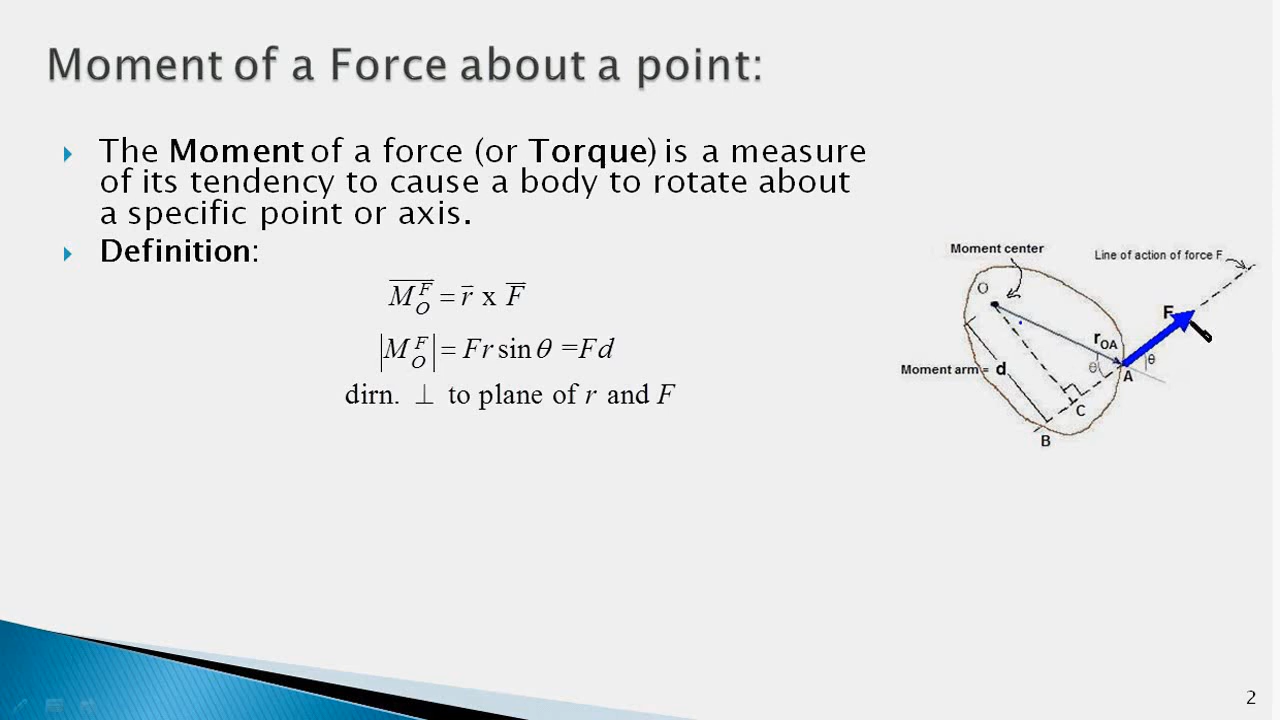 Moment of a Force about a point:
The Moment of a force (or Torque) is a measure
of its tendency to cause a body to rotate about
a specific point or axis.
Definition:
M_O^F = r x F
|M_O^F| = Fr sin θ =Fd
dirn. ⊥ to plane of r and F
Moment center
Line of action of force F
O
F
r_OA
θ
θ
A
Moment arm = d
C
B
2